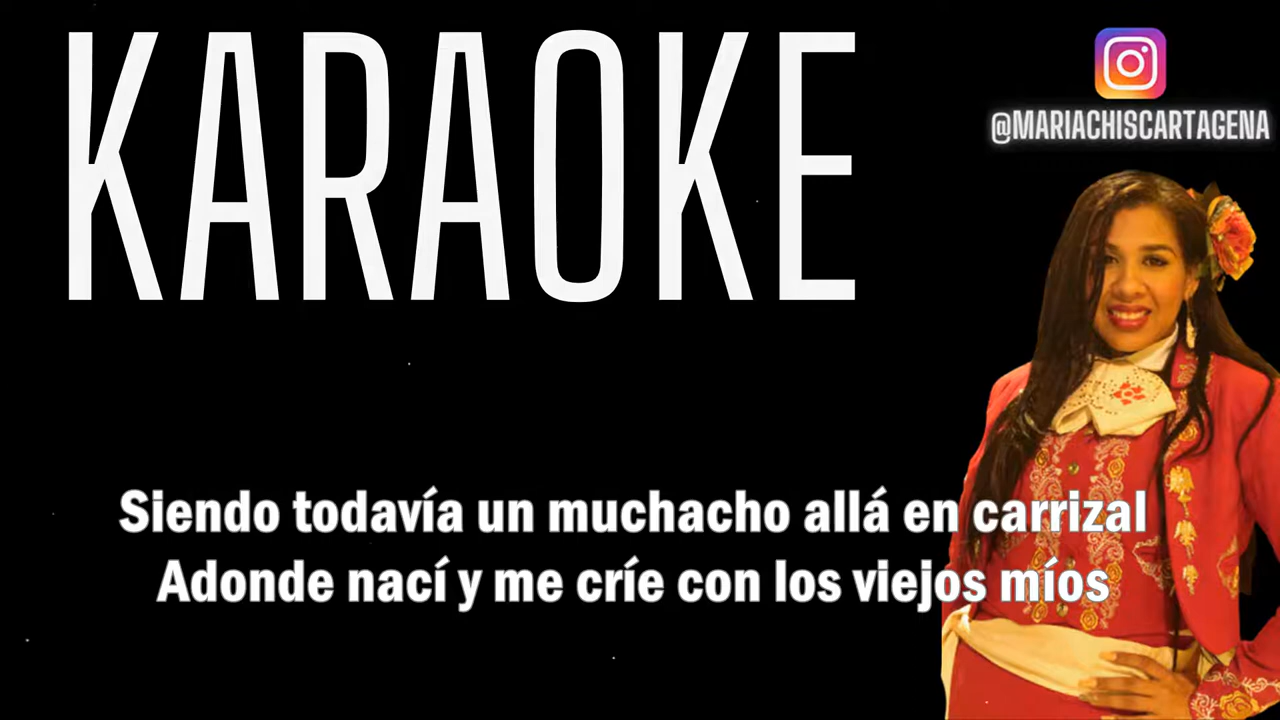 KARAOKE
@MARIACHISCARTAGENA
Siendo todavía un muchacho allá en carrizal
Adonde nací y me críe con los viejos míos